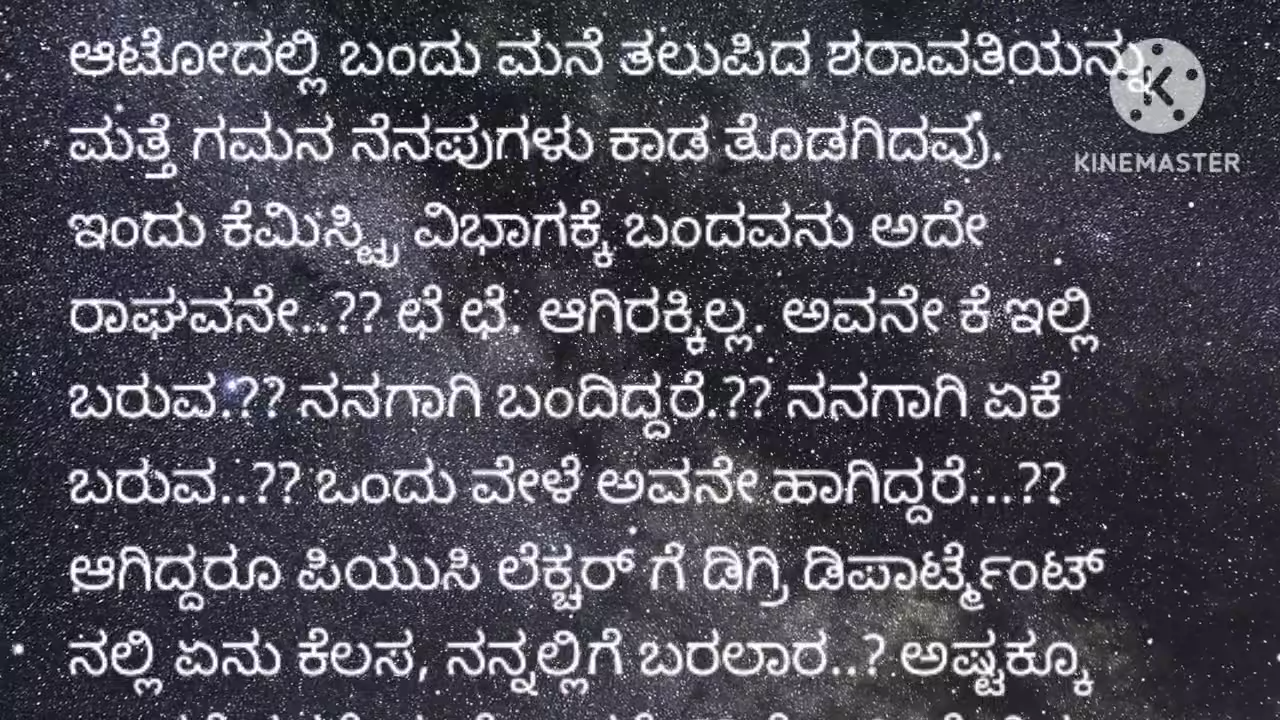 ಆಟೋದಲ್ಲಿ ಬಂದು ಮನೆ ತಲುಪಿದ ಶರಾವತಿಯನ್ನು
ಮತ್ತೆ ಗಮನ ನೆನಪುಗಳು ಕಾಡ ತೊಡಗಿದವು.
KINEMASTER
ಇಂದು ಕೆಮಿಸ್ಟ್ರಿ ವಿಭಾಗಕ್ಕೆ ಬಂದವನು ಅದೇ
ರಾಘವನೇ..?? ಛೆ ಛೆ. ಆಗಿರಕ್ಕಿಲ್ಲ. ಅವನೇ ಕೆ ಇಲ್ಲಿ
ಬರುವ.?? ನನಗಾಗಿ ಬಂದಿದ್ದರೆ.?? ನನಗಾಗಿ ಏಕೆ
ಬರುವ..?? ಒಂದು ವೇಳೆ ಅವನೇ ಹಾಗಿದ್ದರೆ...??
ಆಗಿದ್ದರೂ ಪಿಯುಸಿ ಲೆಕ್ಚರ್ ಗೆ ಡಿಗ್ರಿ ಡಿಪಾರ್ಟ್ಮೆಂಟ್
ನಲ್ಲಿ ಏನು ಕೆಲಸ, ನನ್ನಲ್ಲಿಗೆ ಬರಲಾರ..? ಅಷ್ಟಕ್ಕೂ